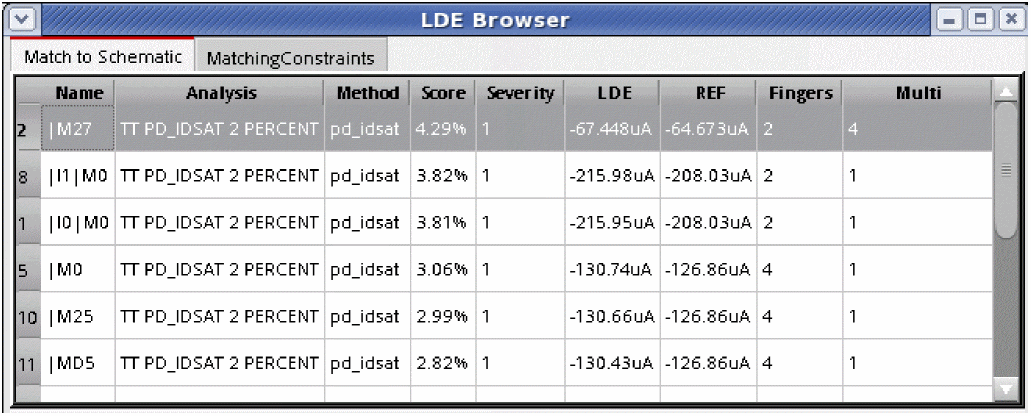 LDE Browser
Match to Schematic MatchingConstraints
Name Analysis Method Score Severity LDE REF Fingers Multi
2 |M27 TT PD_IDSAT 2 PERCENT pd_idsat 4.29% 1 -67.448uA -64.673uA 2 4
8 |I1|M0 TT PD_IDSAT 2 PERCENT pd_idsat 3.82% 1 -215.98uA -208.03uA 2 1
1 |I0|M0 TT PD_IDSAT 2 PERCENT pd_idsat 3.81% 1 -215.95uA -208.03uA 2 1
5 |M0 TT PD_IDSAT 2 PERCENT pd_idsat 3.06% 1 -130.74uA -126.86uA 4 1
10 |M25 TT PD_IDSAT 2 PERCENT pd_idsat 2.99% 1 -130.66uA -126.86uA 4 1
11 |MD5 TT PD_IDSAT 2 PERCENT pd_idsat 2.82% 1 -130.43uA -126.86uA 4 1